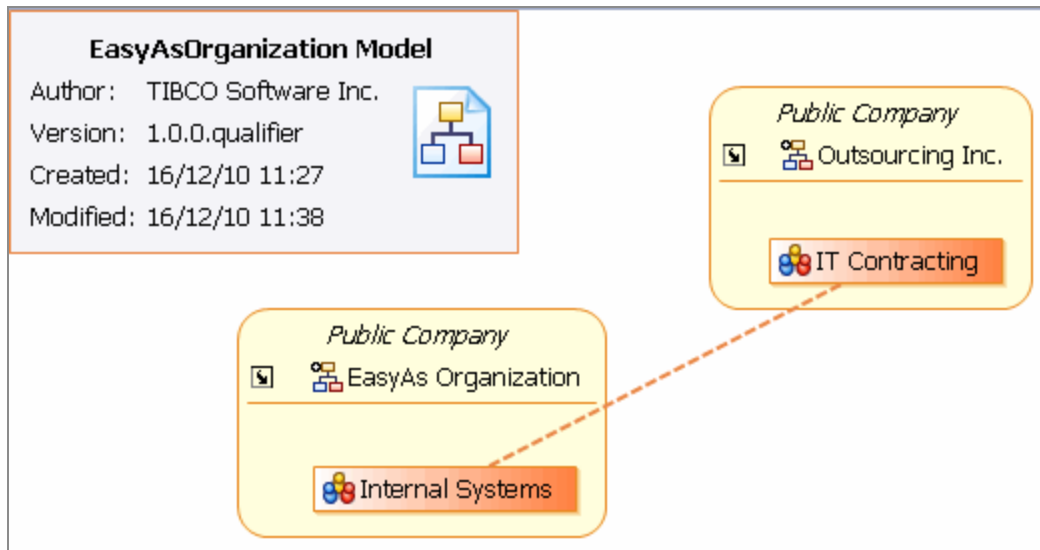 EasyAsOrganization Model
Author: TIBCO Software Inc.
Version: 1.0.0.qualifier
Created: 16/12/10 11:27
Modified: 16/12/10 11:38
Public Company
Outsourcing Inc.
IT Contracting
Public Company
EasyAs Organization
Internal Systems